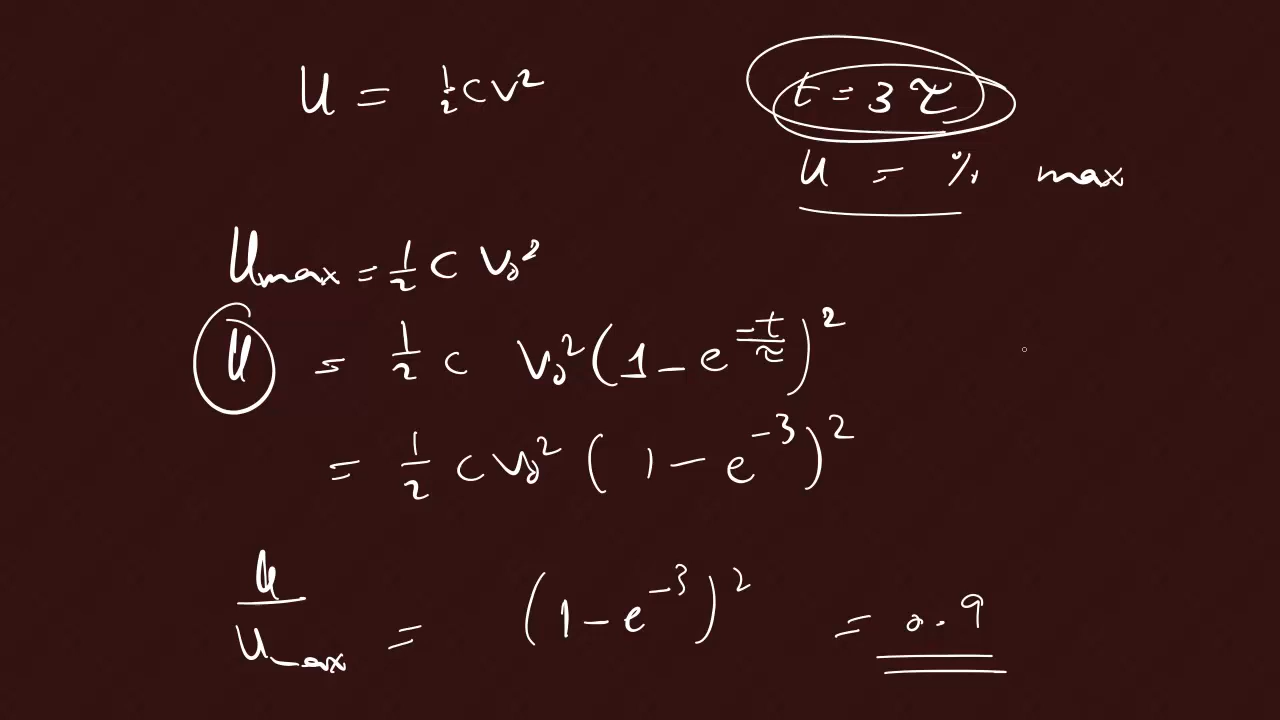 U = ½CV²
t = 3τ
U = % max
Umax = 1/2 C V₀²
U = 1/2 C V₀² (1 - e^(-t/τ))²
= 1/2 C V₀² (1 - e^-3)²
U/Umax = (1 - e^-3)² = 0.9